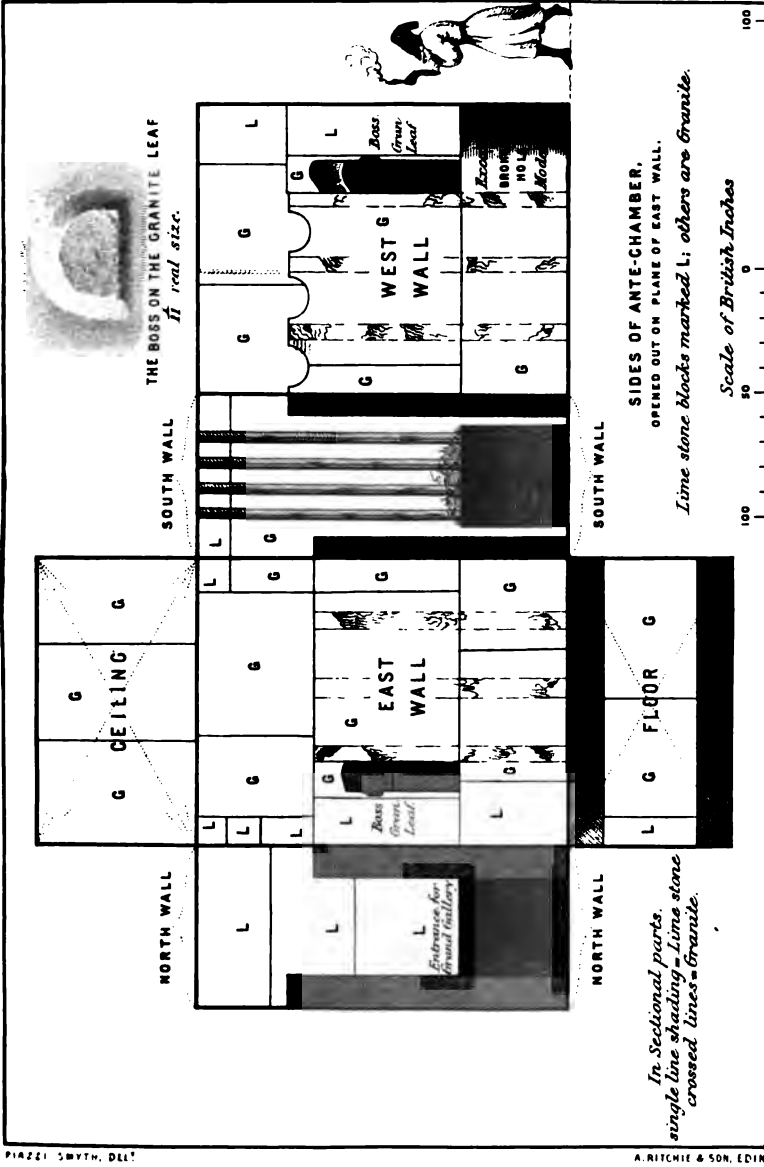 CEILING
G
G
G
NORTH WALL
SOUTH WALL
THE BOSS ON THE GRANITE LEAF
real size.
L
L
L
Entrance for
Grand Gallery
L
L
L
G
G
L
G
L
G
L
G
EAST
WALL
G
G
L
Boss
Gran
Leaf.
L
G
G
G
G
L
L
WEST
WALL
G
G
G
G
L
Boss.
Gran
Leaf
BROK
HOL
NORTH WALL
SOUTH WALL
L
G
FLOOR
G
In Sectional parts.
single line shading = Lime stone
crossed lines = Granite.
SIDES OF ANTE-CHAMBER,
OPENED OUT ON PLANE OF EAST WALL.
Lime stone blocks marked L; others are Granite.
Scale of British Inches
100
50
0
100
PIAZZI SMYTH, DELT
A. RITCHIE & SON, EDIN